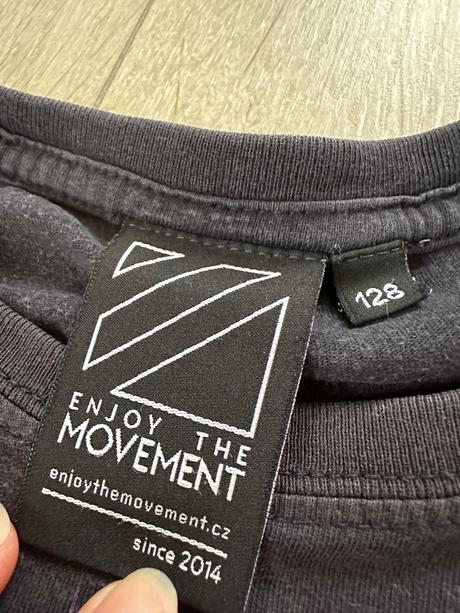 ENJOY THE
MOVEMENT
enjoythemovement.cz
since 2014
128